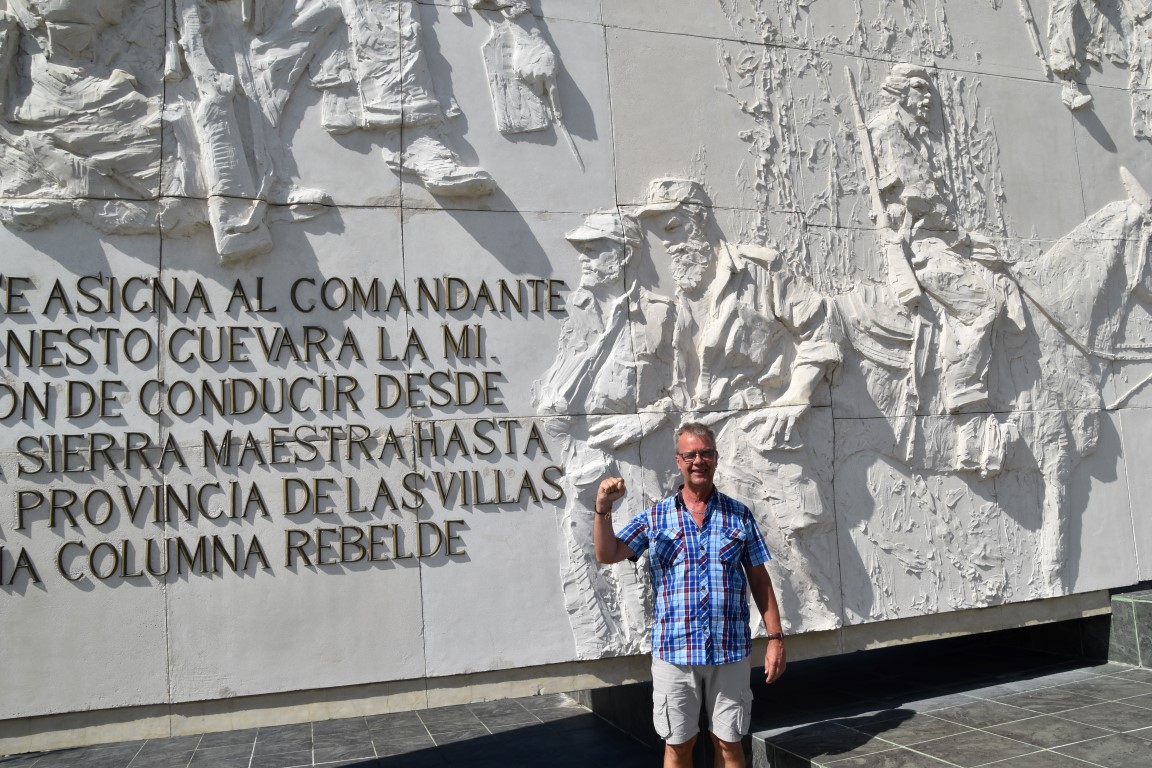 SE ASIGNA AL COMANDANTE
NESTO GUEVARA LA MI.
ON DE CONDUCIR DESDE
SIERRA MAESTRA HASTA
PROVINCIA DE LAS VILLAS
NA COLUMNA REBELDE